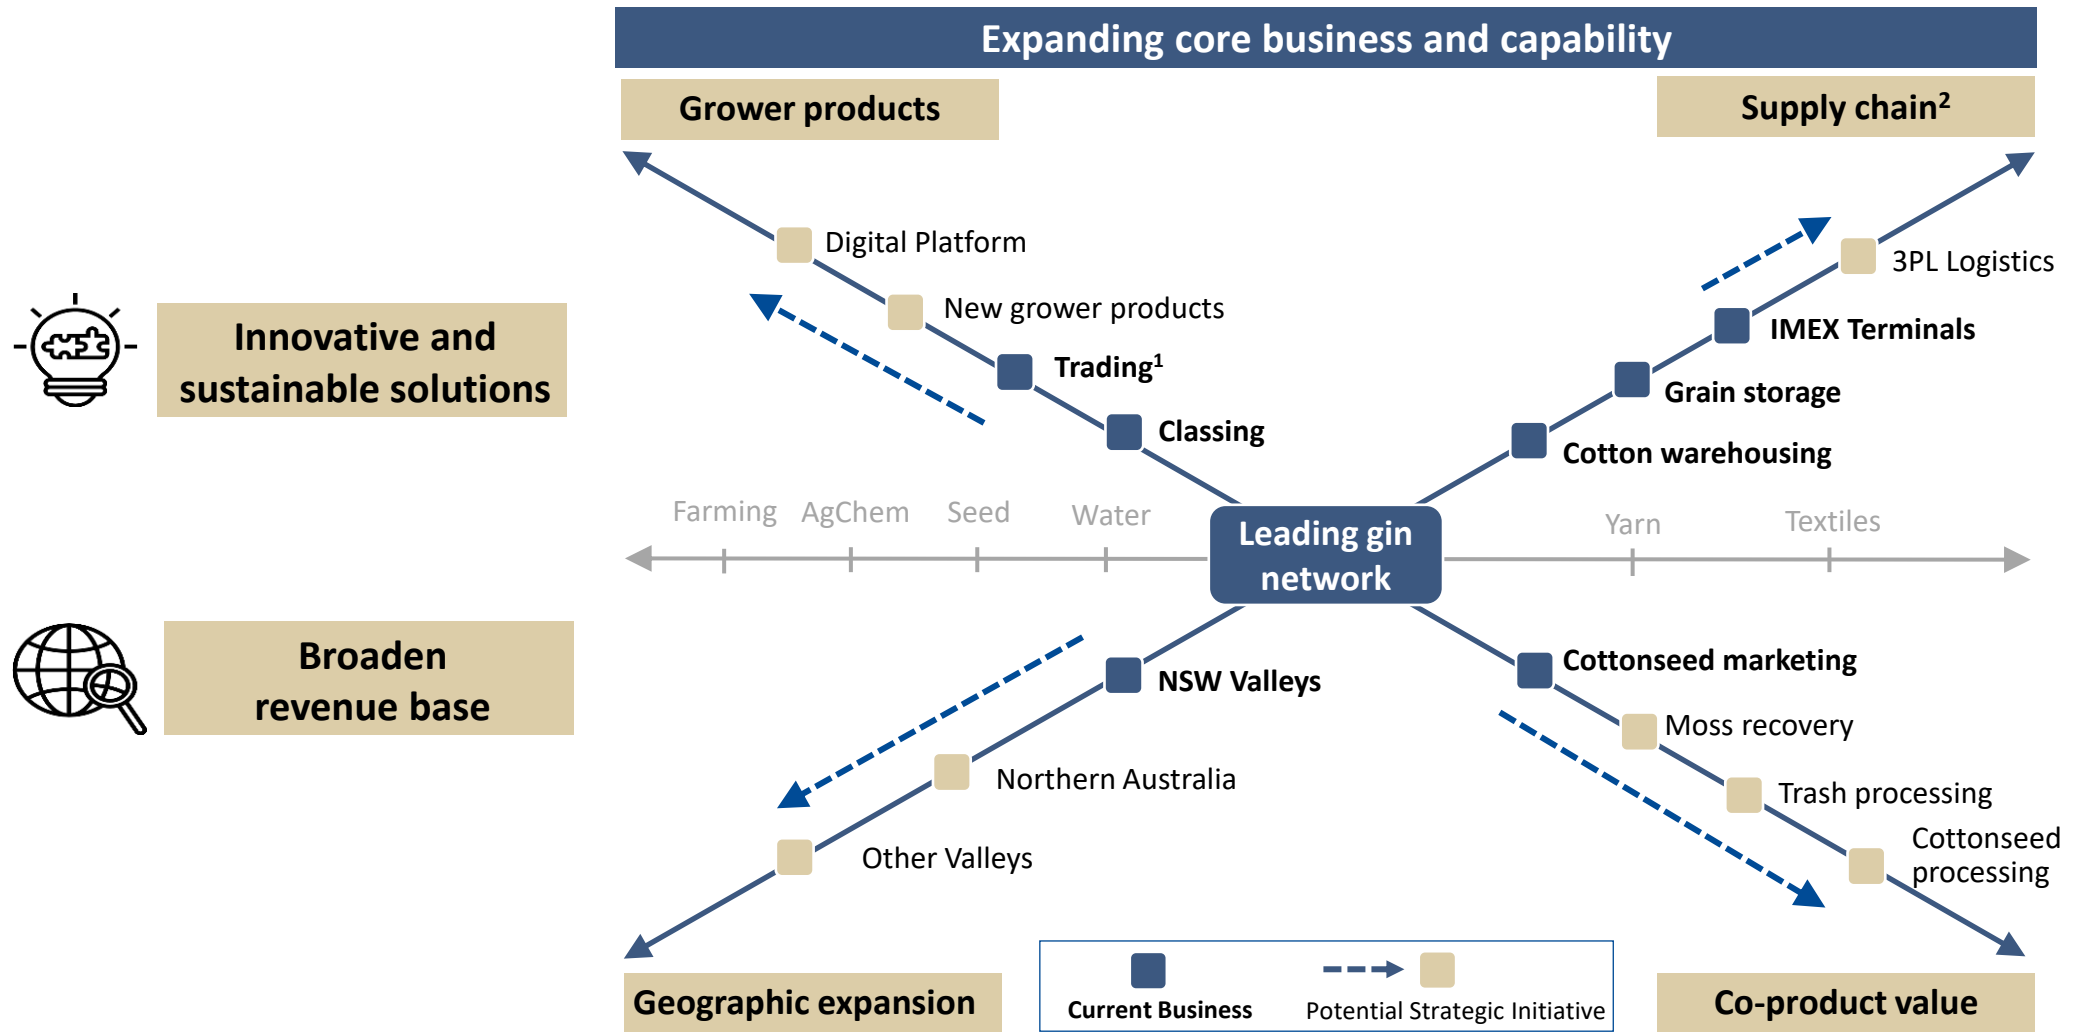 Expanding core business and capability
Grower products
Supply chain²
Digital Platform
3PL Logistics
New grower products
IMEX Terminals
Innovative and
sustainable solutions
Trading¹
Grain storage
Classing
Cotton warehousing
Farming AgChem Seed Water
Yarn Textiles
Leading gin
network
Broaden
revenue base
NSW Valleys
Cottonseed marketing
Moss recovery
Northern Australia
Trash processing
Other Valleys
Cottonseed
processing
Geographic expansion
Current Business
Potential Strategic Initiative
Co-product value